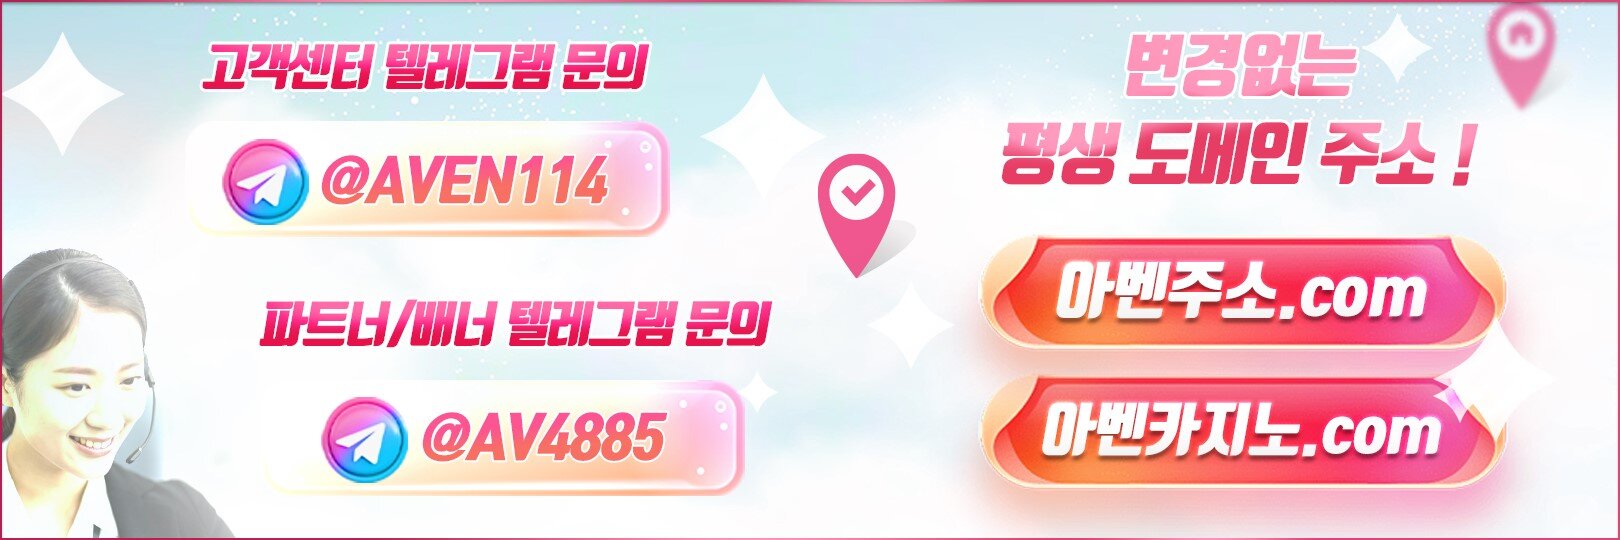 고객센터 텔레그램 문의
@AVEN114
파트너/배너 텔레그램 문의
@AV4885
변경없는
평생 도메인 주소 !
아벤주소.com
아벤카지노.com